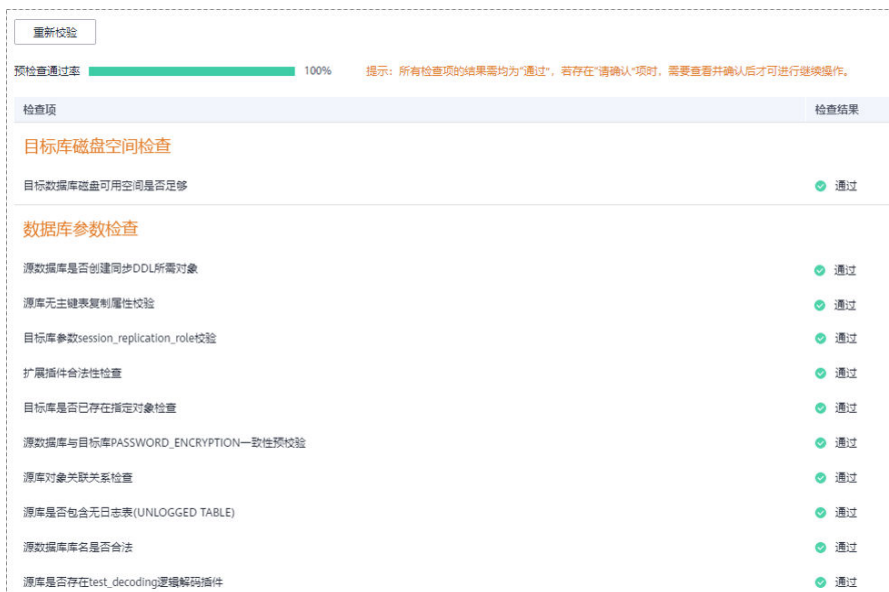 重新校验
预检查通过率 100% 提示：所有检查项的结果需均为“通过”，若存在“请确认”项时，需要查看并确认后才可进行继续操作。
检查项 检查结果
目标库磁盘空间检查
目标数据库磁盘可用空间是否足够 通过
数据库参数检查
源数据库是否创建同步DDL所需对象 通过
源库无主键表复制属性校验 通过
目标库参数session_replication_role校验 通过
扩展插件合法性检查 通过
目标库是否已存在指定对象检查 通过
源数据库与目标库PASSWORD_ENCRYPTION一致性预校验 通过
源库对象关联关系检查 通过
源库是否包含无日志表(UNLOGGED TABLE) 通过
源数据库库名是否合法 通过
源库是否存在test_decoding逻辑解码插件 通过